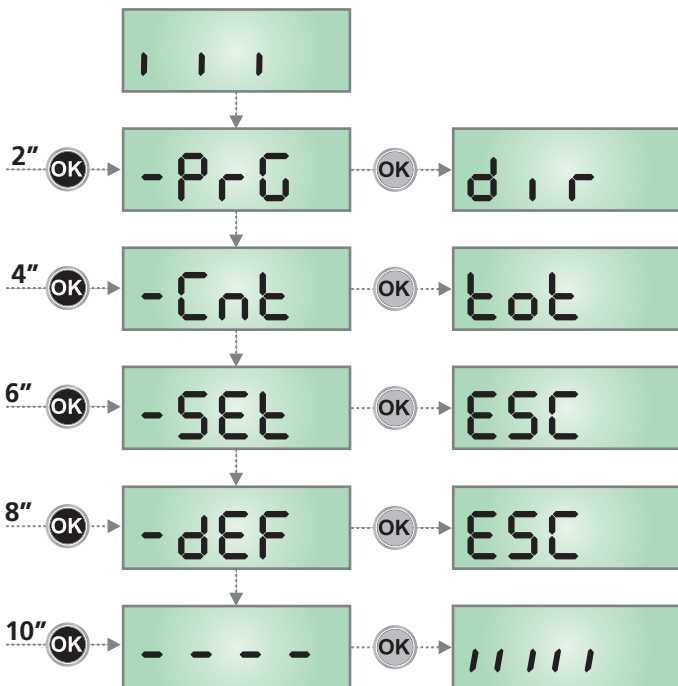 2" OK -PrG OK dir
4" OK -Cnt OK tot
6" OK -SEt OK ESC
8" OK -dEF OK ESC
10" OK - - - - OK